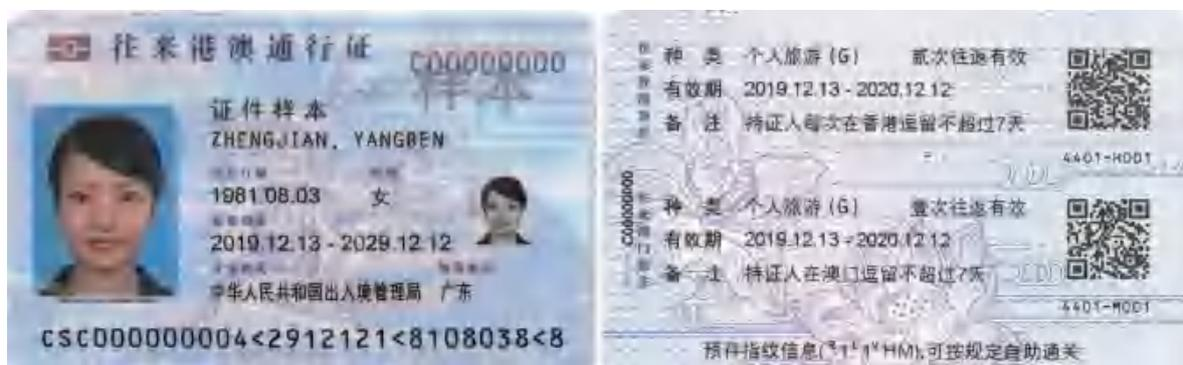 往来港澳通行证
C00000000
样本
证件样本
ZHENGJIAN, YANGBEN
1981.08.03 女
2019.12.13 - 2029.12.12
中华人民共和国出入境管理局 广东
CSC000000004<2912121<8108038<8
种 类 个人旅游 (G) 贰次往返有效
有效期 2019.12.13 - 2020.12.12
备 注 持证人每次在香港逗留不超过7天
4401-H001
C00000000
种 类 个人旅游 (G) 壹次往返有效
有效期 2019.12.13 - 2020.12.12
备 注 持证人在澳门逗留不超过7天
4401-M001
预存指纹信息 HM),可按规定自助通关